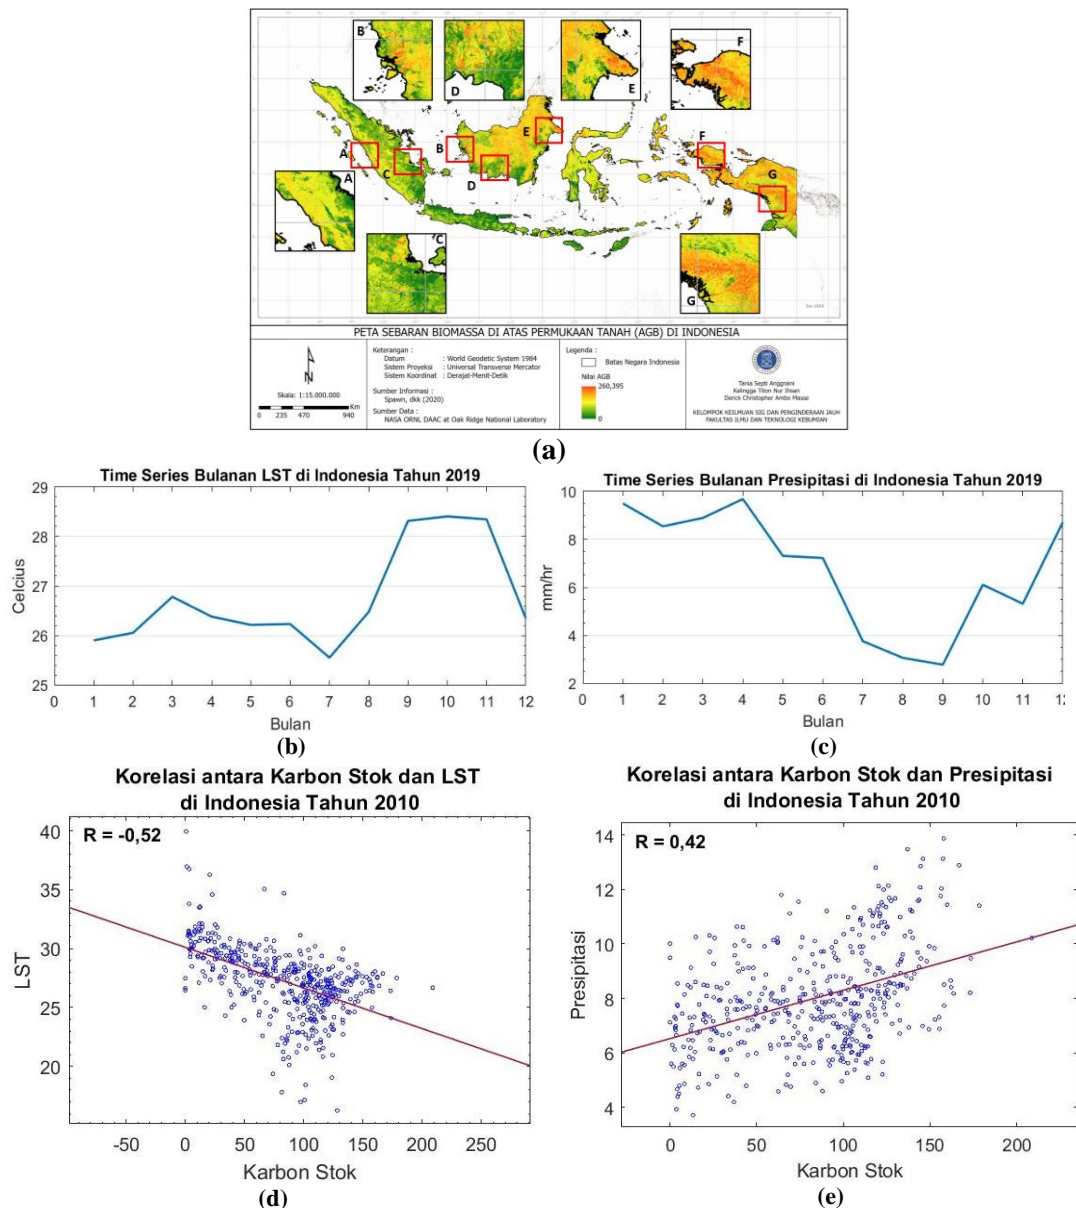 B
D
E
F
A
A
C
B
D
E
F
G
C
G
PETA SEBARAN BIOMASSA DI ATAS PERMUKAAN TANAH (AGB) DI INDONESIA
Skala: 1:15.000.000
Km
0 235 470 940
Keterangan :
Datum : World Geodetic System 1984
Sistem Proyeksi : Universal Transverse Mercator
Sistem Koordinat : Derajat-Menit-Detik
Sumber Informasi :
Spawn, dkk (2020)
Sumber Data :
NASA ORNL DAAC at Oak Ridge National Laboratory
Legenda :
Batas Negara Indonesia
Nilai AGB
260,395
0
Tania Septi Anggraini
Kalingga Titon Nur Ihsan
Derick Christopher Ambo Masse
KELOMPOK KEILMUAN SIG DAN PENGINDERAAN JAUH
FAKULTAS ILMU DAN TEKNOLOGI KEBUMIAN
(a)
Time Series Bulanan LST di Indonesia Tahun 2019
29
28
27
26
25
Celcius
0 1 2 3 4 5 6 7 8 9 10 11 12
Bulan
(b)
Time Series Bulanan Presipitasi di Indonesia Tahun 2019
10
8
6
4
2
mm/hr
0 1 2 3 4 5 6 7 8 9 10 11 12
Bulan
(c)
Korelasi antara Karbon Stok dan LST
di Indonesia Tahun 2010
R = -0,52
40
35
30
25
20
LST
-50 0 50 100 150 200 250
Karbon Stok
(d)
Korelasi antara Karbon Stok dan Presipitasi
di Indonesia Tahun 2010
R = 0,42
14
12
10
8
6
4
Presipitasi
0 50 100 150 200
Karbon Stok
(e)